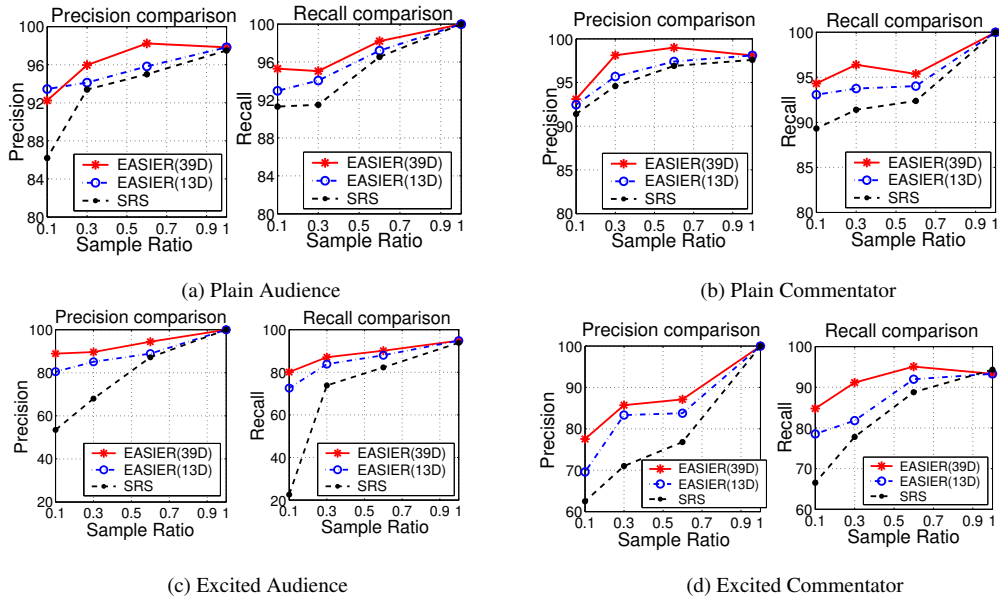 Precision comparison
100
96
92
88
84
80
Precision
EASIER(39D)
EASIER(13D)
SRS
0.1 0.3 0.5 0.7 0.9 1
Sample Ratio
Recall comparison
100
96
92
88
84
80
Recall
EASIER(39D)
EASIER(13D)
SRS
0.1 0.3 0.5 0.7 0.9 1
Sample Ratio
(a) Plain Audience
Precision comparison
100
95
90
85
80
Precision
EASIER(39D)
EASIER(13D)
SRS
0.1 0.3 0.5 0.7 0.9 1
Sample Ratio
Recall comparison
100
95
90
85
80
Recall
EASIER(39D)
EASIER(13D)
SRS
0.1 0.3 0.5 0.7 0.9 1
Sample Ratio
(b) Plain Commentator
Precision comparison
100
80
60
40
20
Precision
EASIER(39D)
EASIER(13D)
SRS
0.1 0.3 0.5 0.7 0.9 1
Sample Ratio
Recall comparison
100
80
60
40
20
Recall
EASIER(39D)
EASIER(13D)
SRS
0.1 0.3 0.5 0.7 0.9 1
Sample Ratio
(c) Excited Audience
Precision comparison
100
90
80
70
60
Precision
EASIER(39D)
EASIER(13D)
SRS
0.1 0.3 0.5 0.7 0.9 1
Sample Ratio
Recall comparison
100
90
80
70
60
Recall
EASIER(39D)
EASIER(13D)
SRS
0.1 0.3 0.5 0.7 0.9 1
Sample Ratio
(d) Excited Commentator